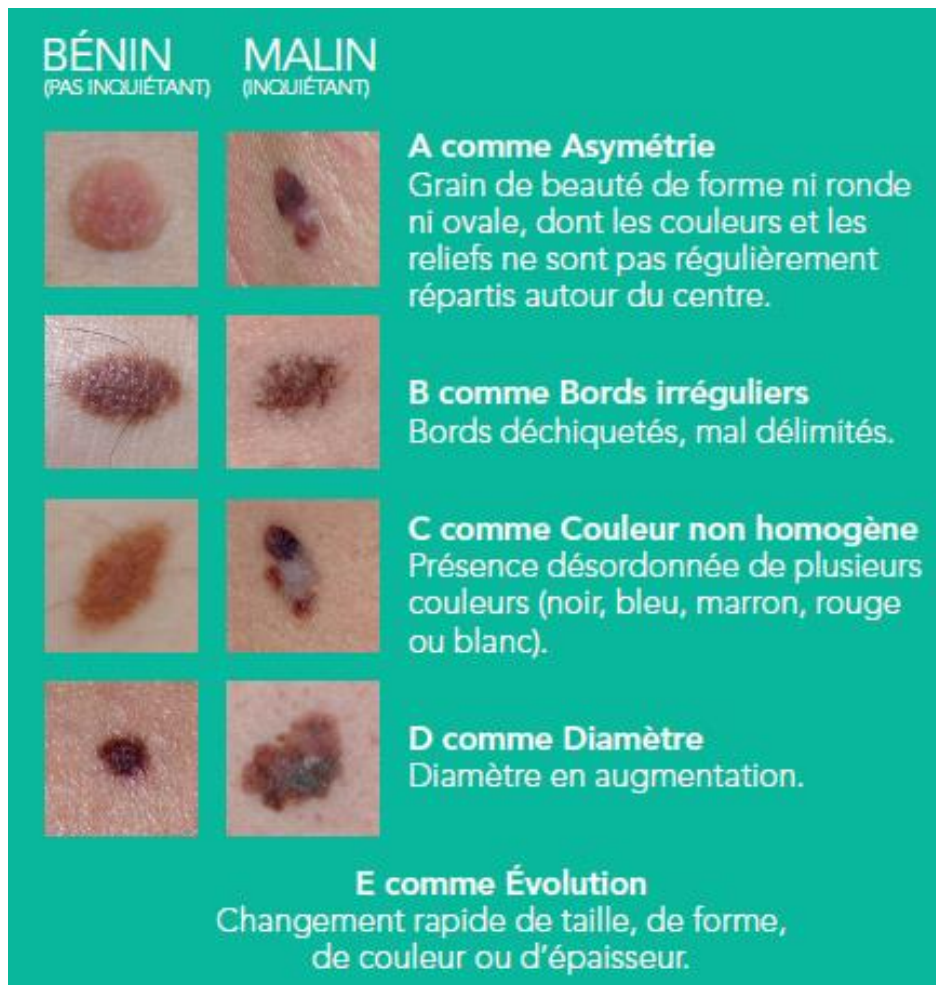 BÉNIN
(PAS INQUIÉTANT)
MALIN
(INQUIÉTANT)
A comme Asymétrie
Grain de beauté de forme ni ronde
ni ovale, dont les couleurs et les
reliefs ne sont pas régulièrement
répartis autour du centre.
B comme Bords irréguliers
Bords déchiquetés, mal délimités.
C comme Couleur non homogène
Présence désordonnée de plusieurs
couleurs (noir, bleu, marron, rouge
ou blanc).
D comme Diamètre
Diamètre en augmentation.
E comme Évolution
Changement rapide de taille, de forme,
de couleur ou d'épaisseur.